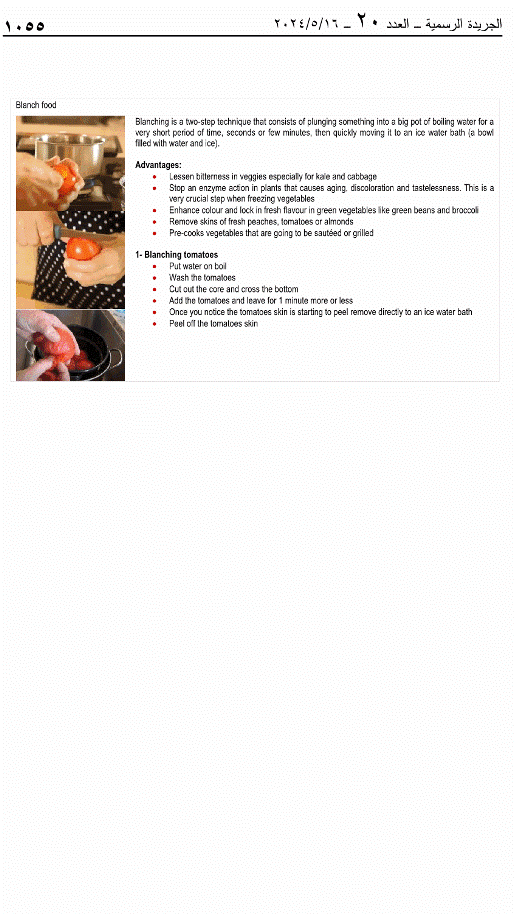 الجريدة الرسمية ــ العدد ٢٠ ــ ٢٠٢٤/٥/١٦
١٠٥٥
Blanch food
Blanching is a two-step technique that consists of plunging something into a big pot of boiling water for a
very short period of time, seconds or few minutes, then quickly moving it to an ice water bath (a bowl
filled with water and ice).
Advantages:
• Lessen bitterness in veggies especially for kale and cabbage
• Stop an enzyme action in plants that causes aging, discoloration and tastelessness. This is a
very crucial step when freezing vegetables
• Enhance colour and lock in fresh flavour in green vegetables like green beans and broccoli
• Remove skins of fresh peaches, tomatoes or almonds
• Pre-cooks vegetables that are going to be sautéed or grilled
1- Blanching tomatoes
• Put water on boil
• Wash the tomatoes
• Cut out the core and cross the bottom
• Add the tomatoes and leave for 1 minute more or less
• Once you notice the tomatoes skin is starting to peel remove directly to an ice water bath
• Peel off the tomatoes skin